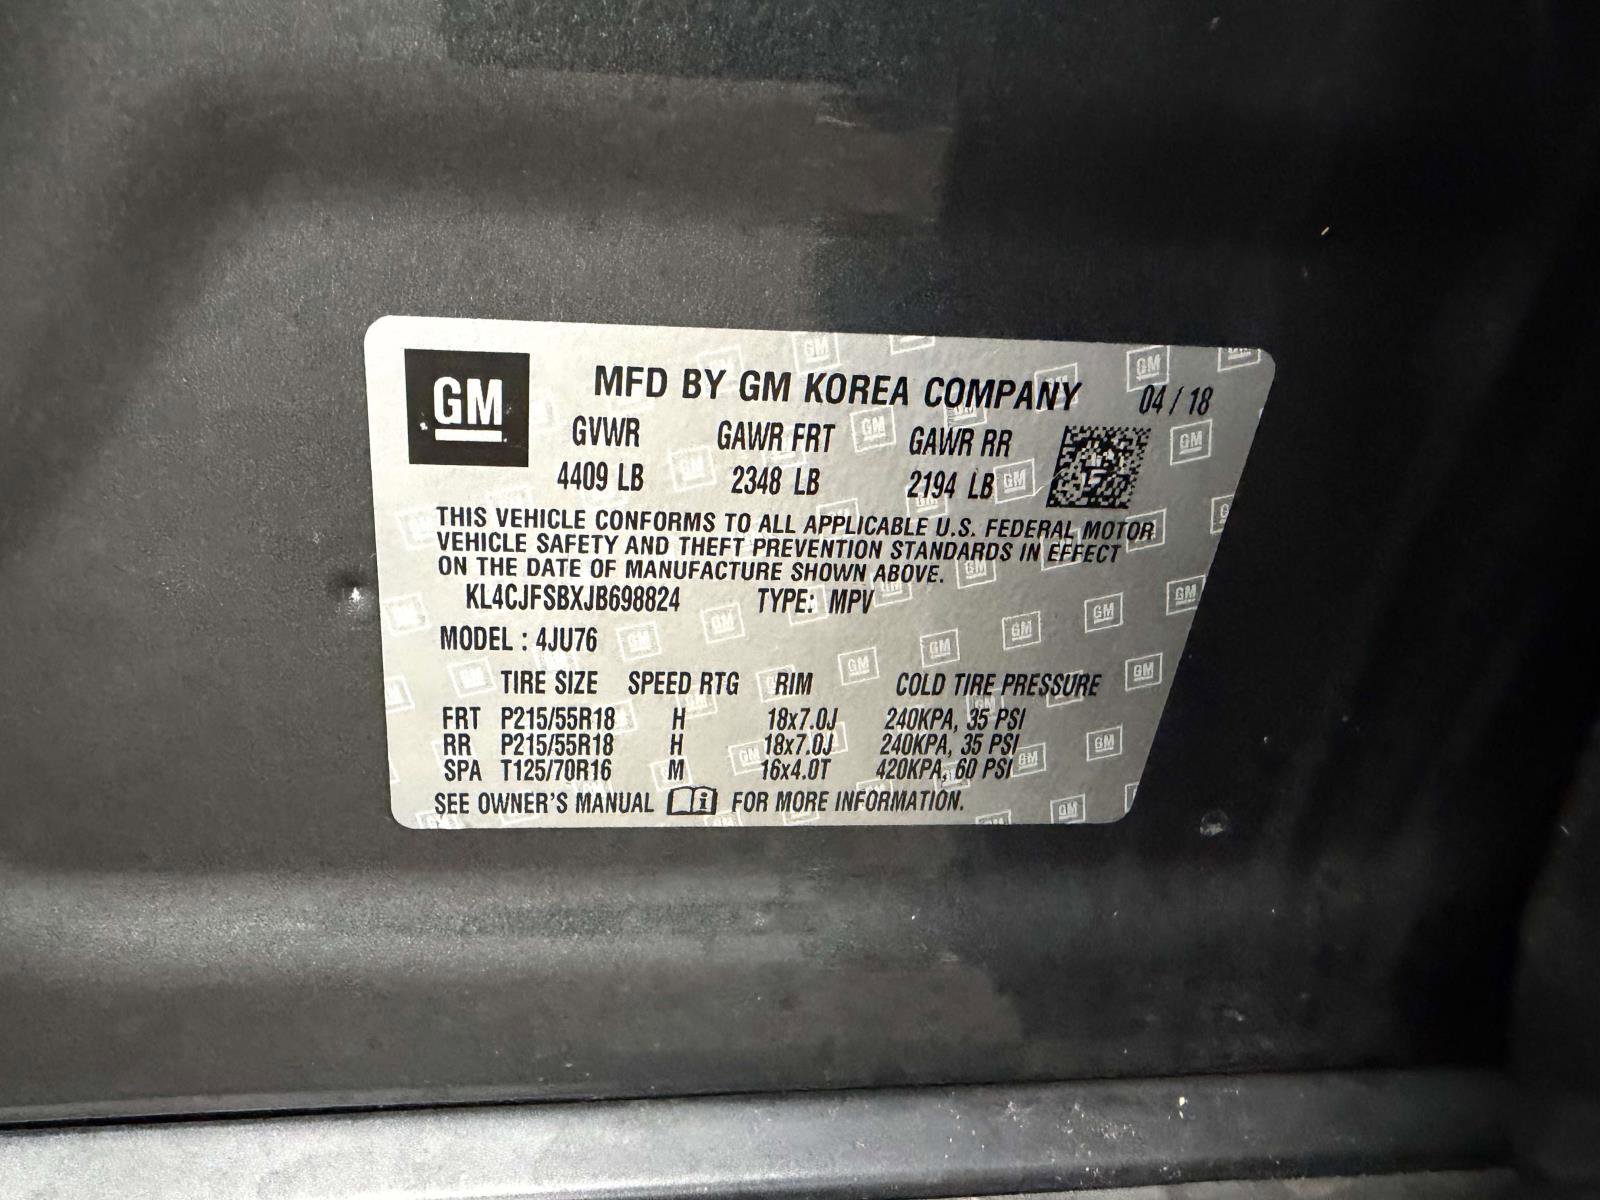 GM
MFD BY GM KOREA COMPANY 04 / 18
GVWR GAWR FRT GAWR RR
4409 LB 2348 LB 2194 LB
THIS VEHICLE CONFORMS TO ALL APPLICABLE U.S. FEDERAL MOTOR
VEHICLE SAFETY AND THEFT PREVENTION STANDARDS IN EFFECT
ON THE DATE OF MANUFACTURE SHOWN ABOVE.
KL4CJFSBXJB698824 TYPE: MPV
MODEL : 4JU76
TIRE SIZE SPEED RTG RIM COLD TIRE PRESSURE
FRT P215/55R18 H 18x7.0J 240KPA, 35 PSI
RR P215/55R18 H 18x7.0J 240KPA, 35 PSI
SPA T125/70R16 M 16x4.0T 420KPA, 60 PSI
SEE OWNER'S MANUAL i FOR MORE INFORMATION.